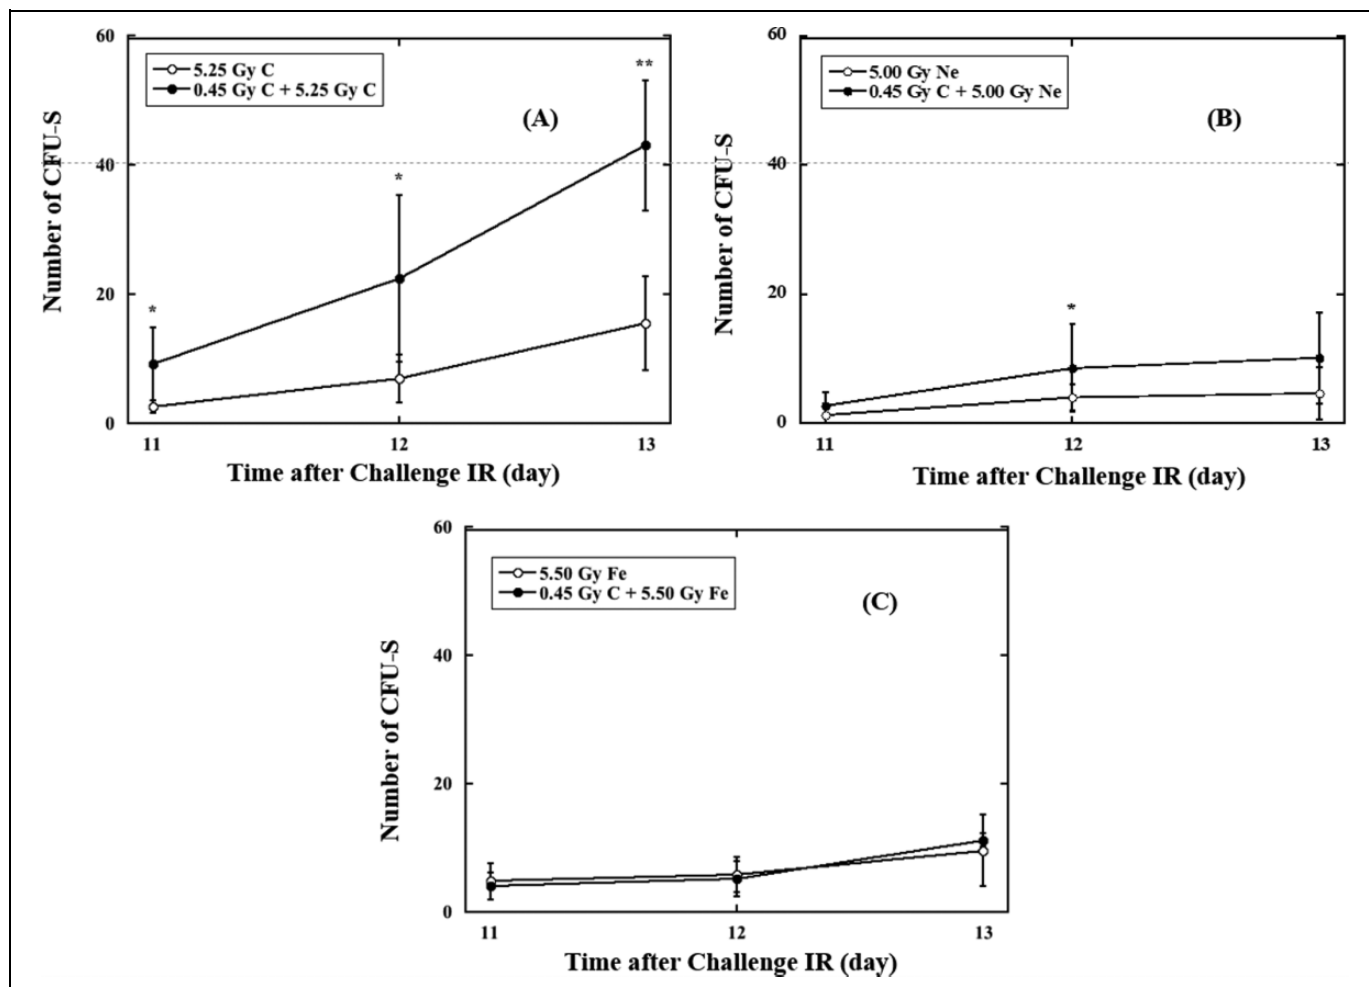 60
5.25 Gy C
0.45 Gy C + 5.25 Gy C
**
(A)
*
*
40
20
0
Number of CFU-S
11
12
13
Time after Challenge IR (day)
60
5.00 Gy Ne
0.45 Gy C + 5.00 Gy Ne
(B)
40
*
20
0
Number of CFU-S
11
12
13
Time after Challenge IR (day)
60
5.50 Gy Fe
0.45 Gy C + 5.50 Gy Fe
(C)
40
20
0
Number of CFU-S
11
12
13
Time after Challenge IR (day)